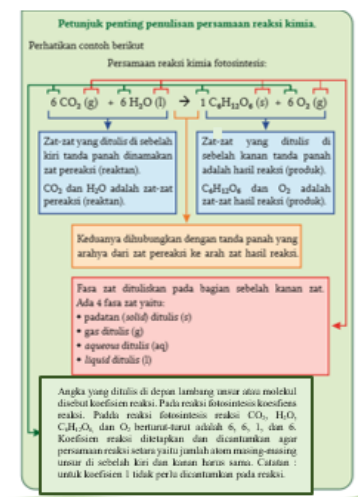 Petunjuk penting penulisan persamaan reaksi kimia.
Perhatikan contoh berikut
Persamaan reaksi kimia fotosintesis:
6 CO₂ (g) + 6 H₂O (l) → 1 C₆H₁₂O₆ (s) + 6 O₂ (g)
Zat-zat yang ditulis di sebelah
kiri tanda panah dinamakan
zat pereaksi (reaktan).
CO₂ dan H₂O adalah zat-zat
pereaksi (reaktan).
Zat-zat yang ditulis di
sebelah kanan tanda panah
adalah hasil reaksi (produk).
C₆H₁₂O₆ dan O₂ adalah
zat-zat hasil reaksi (produk).
Keduanya dihubungkan dengan tanda panah yang
arahya dari zat pereaksi ke arah zat hasil reaksi.
Fasa zat dituliskan pada bagian sebelah kanan zat.
Ada 4 fasa zat yaitu:
• padatan (solid) ditulis (s)
• gas ditulis (g)
• aqueous ditulis (aq)
• liquid ditulis (l)
Angka yang ditulis di depan lambang unsur atau molekul
disebut koefisien reaksi. Pada reaksi fotosintesis koesifiens
reaksi. Padda reaksi fotosintesis reaksi CO₂, H₂O,
C₆H₁₂O₆, dan O₂ berturut-turut adalah 6, 6, 1, dan 6.
Koefisien reaksi ditetapkan dan dicantumkan agar
persamaan reaksi setara yaitu jumlah atom masing-masing
unsur di sebelah kiri dan kanan harus sama. Catatan :
untuk koefisien 1 tidak perlu dicantumkan pada reaksi.